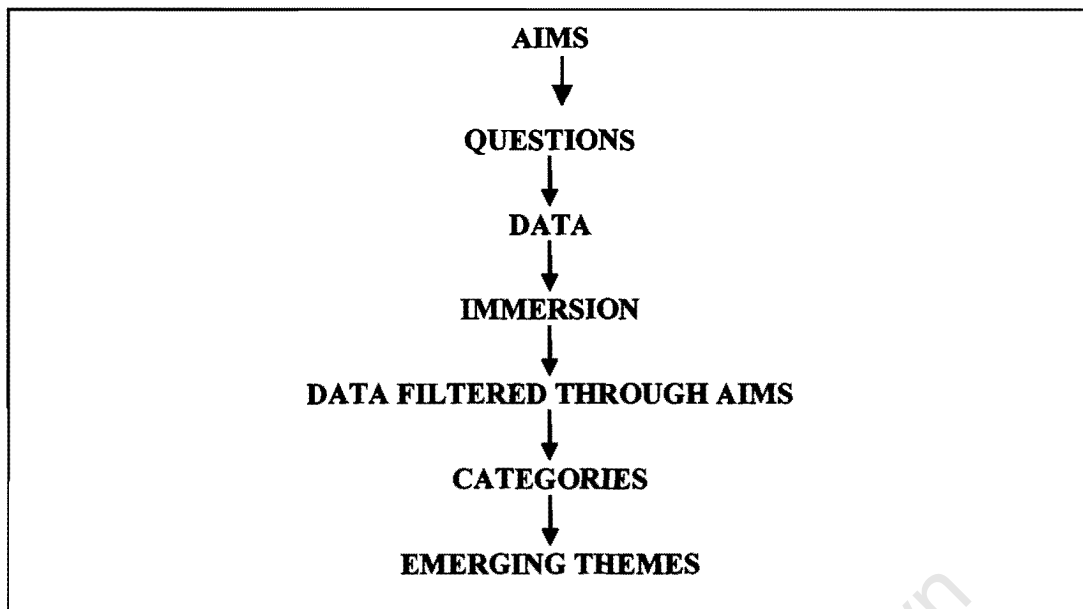 AIMS
QUESTIONS
DATA
IMMERSION
DATA FILTERED THROUGH AIMS
CATEGORIES
EMERGING THEMES